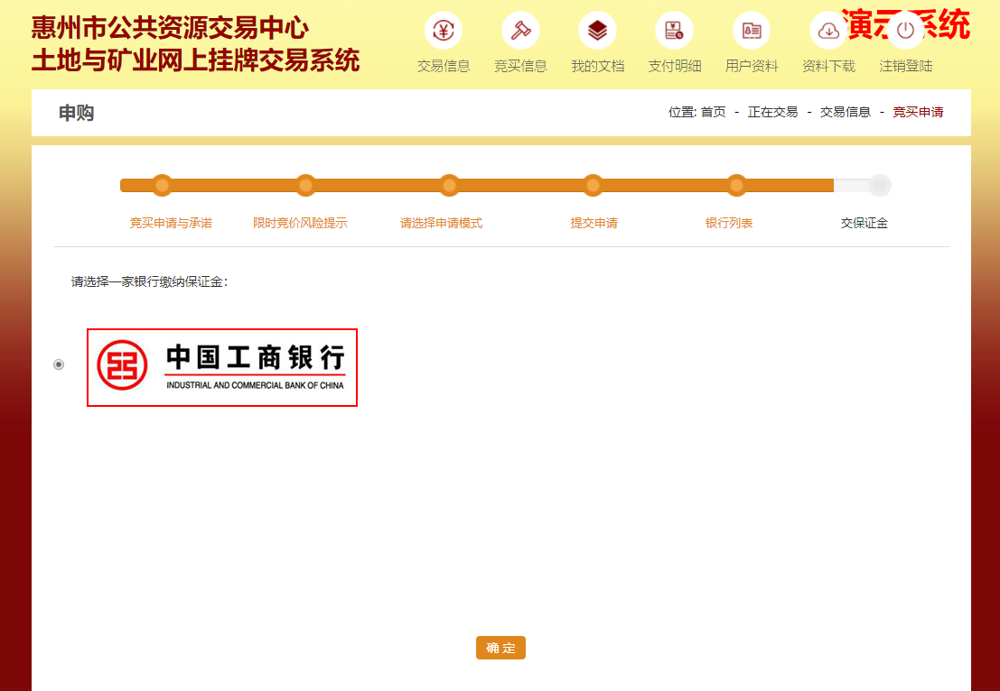 惠州市公共资源交易中心
土地与矿业网上挂牌交易系统
演示系统
交易信息 竞买信息 我的文档 支付明细 用户资料 资料下载 注销登陆
申购
位置: 首页 - 正在交易 - 交易信息 - 竞买申请
竞买申请与承诺 限时竞价风险提示 请选择申请模式 提交申请 银行列表 交保证金
请选择一家银行缴纳保证金:
中国工商银行
INDUSTRIAL AND COMMERCIAL BANK OF CHINA
确 定